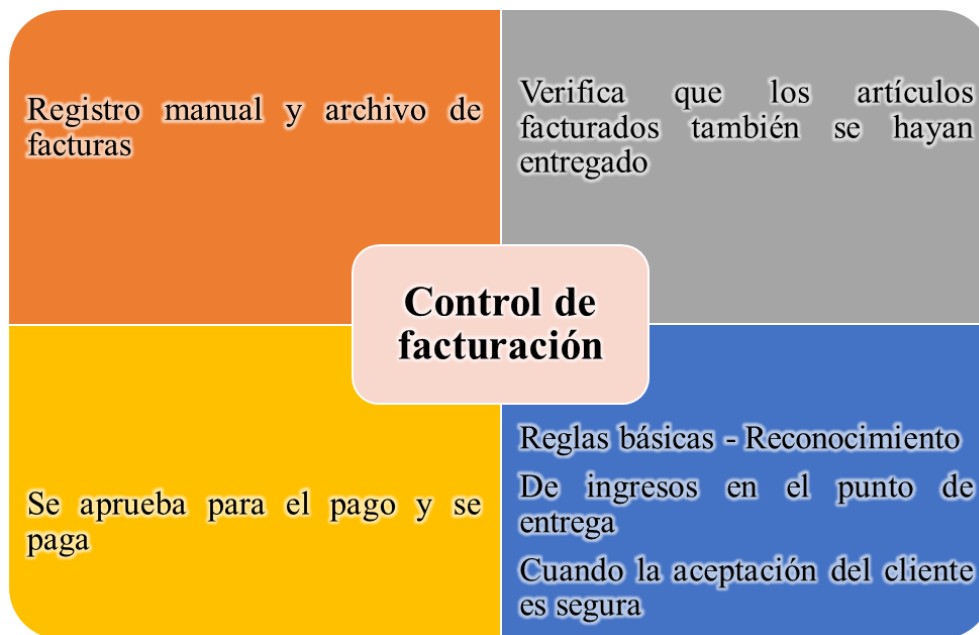 Registro manual y archivo de
facturas
Verifica que los artículos
facturados también se hayan
entregado
Control de
facturación
Se aprueba para el pago y se
paga
Reglas básicas - Reconocimiento
De ingresos en el punto de
entrega
Cuando la aceptación del cliente
es segura